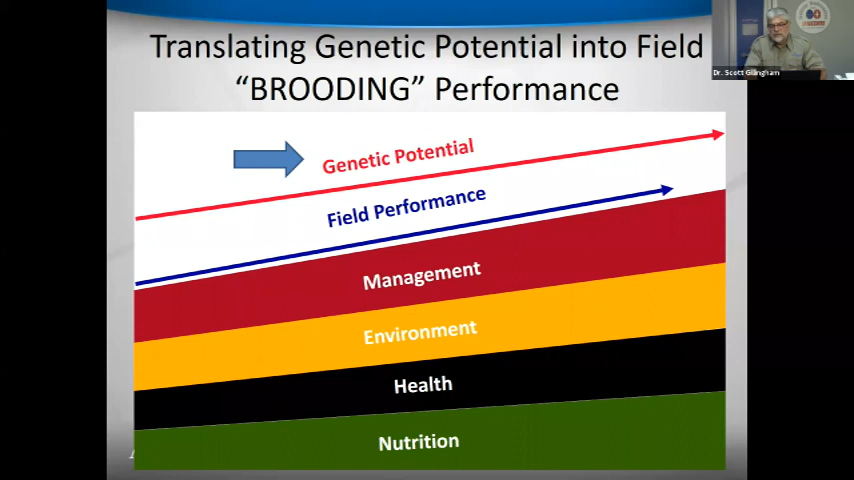 Translating Genetic Potential into Field
“BROODING” Performance
Dr. Scott Gillingham
Genetic Potential
Field Performance
Management
Environment
Health
Nutrition